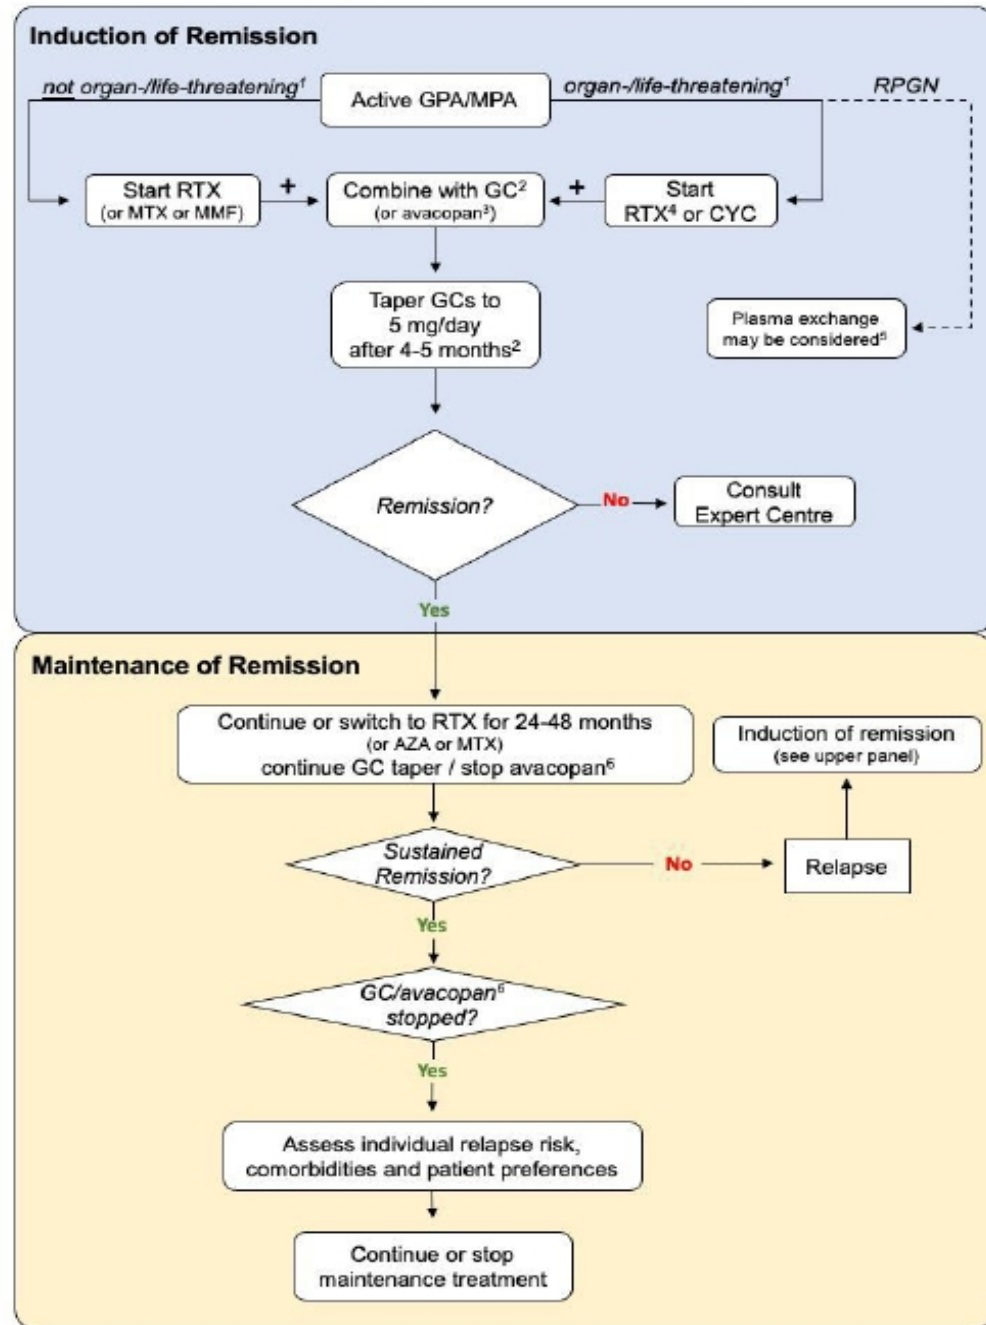 Induction of Remission
not organ-/life-threatening¹
Active GPA/MPA
organ-/life-threatening¹
RPGN
Start RTX
(or MTX or MMF)
+
Combine with GC²
(or avacopan³)
+
Start
RTX⁴ or CYC
Taper GCs to
5 mg/day
after 4-5 months²
Plasma exchange
may be considered⁵
Remission?
No
Consult
Expert Centre
Yes
Maintenance of Remission
Continue or switch to RTX for 24-48 months
(or AZA or MTX)
continue GC taper / stop avacopan⁶
Induction of remission
(see upper panel)
Sustained
Remission?
No
Relapse
Yes
GC/avacopan⁶
stopped?
Yes
Assess individual relapse risk,
comorbidities and patient preferences
Continue or stop
maintenance treatment